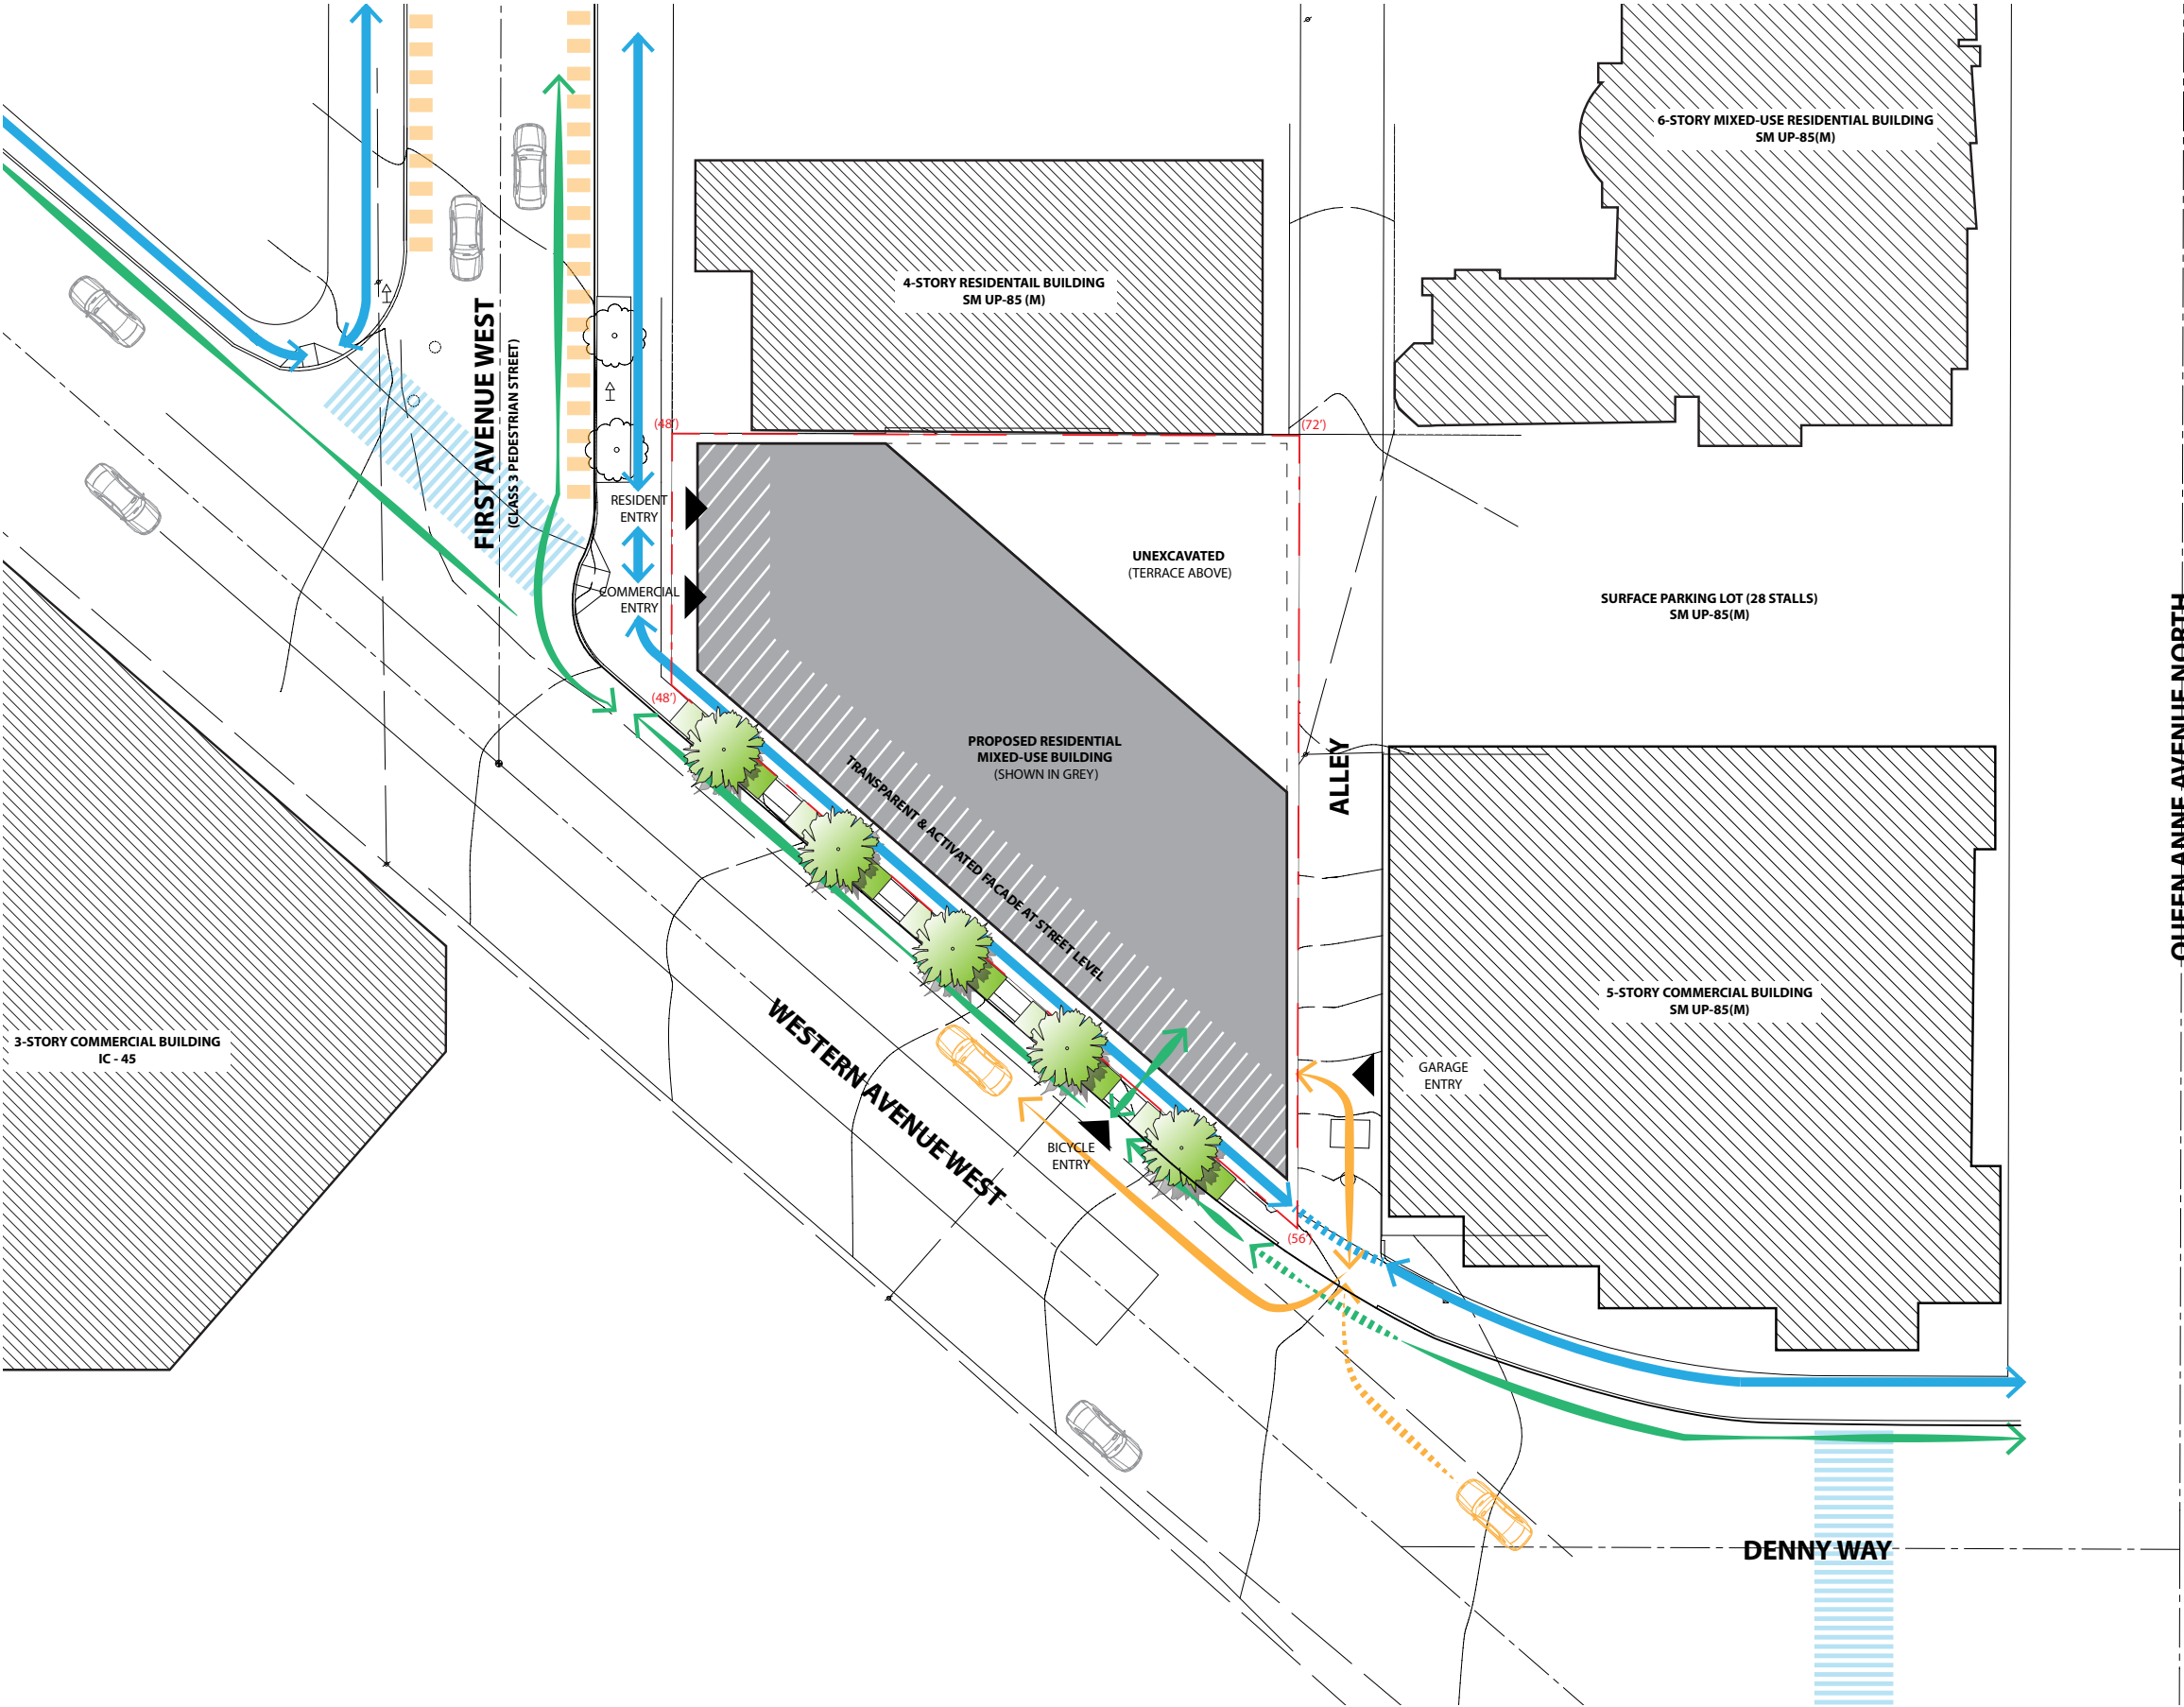 6-STORY MIXED-USE RESIDENTIAL BUILDING
SM UP-85(M)
4-STORY RESIDENTAIL BUILDING
SM UP-85 (M)
FIRST AVENUE WEST
(CLASS 3 PEDESTRIAN STREET)
(48')
(72')
RESIDENT
ENTRY
COMMERCIAL
ENTRY
UNEXCAVATED
(TERRACE ABOVE)
SURFACE PARKING LOT (28 STALLS)
SM UP-85(M)
QUEEN ANNE AVENUE NORTH
(48')
PROPOSED RESIDENTIAL
MIXED-USE BUILDING
(SHOWN IN GREY)
TRANSPARENT & ACTIVATED FACADE AT STREET LEVEL
ALLEY
5-STORY COMMERCIAL BUILDING
SM UP-85(M)
3-STORY COMMERCIAL BUILDING
IC - 45
WESTERN AVENUE WEST
GARAGE
ENTRY
BICYCLE
ENTRY
(56')
DENNY WAY